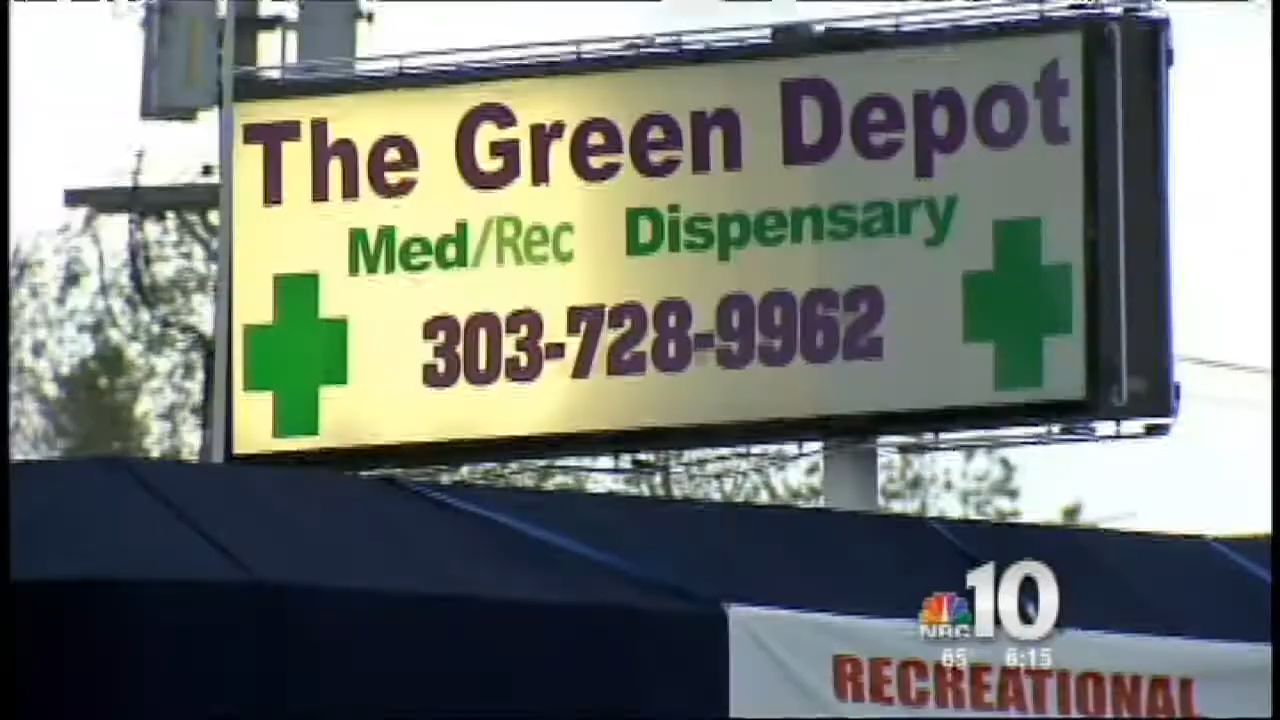 The Green Depot
Med/Rec Dispensary
303-728-9962
NBC 10
65 6:15
RECREATIONAL